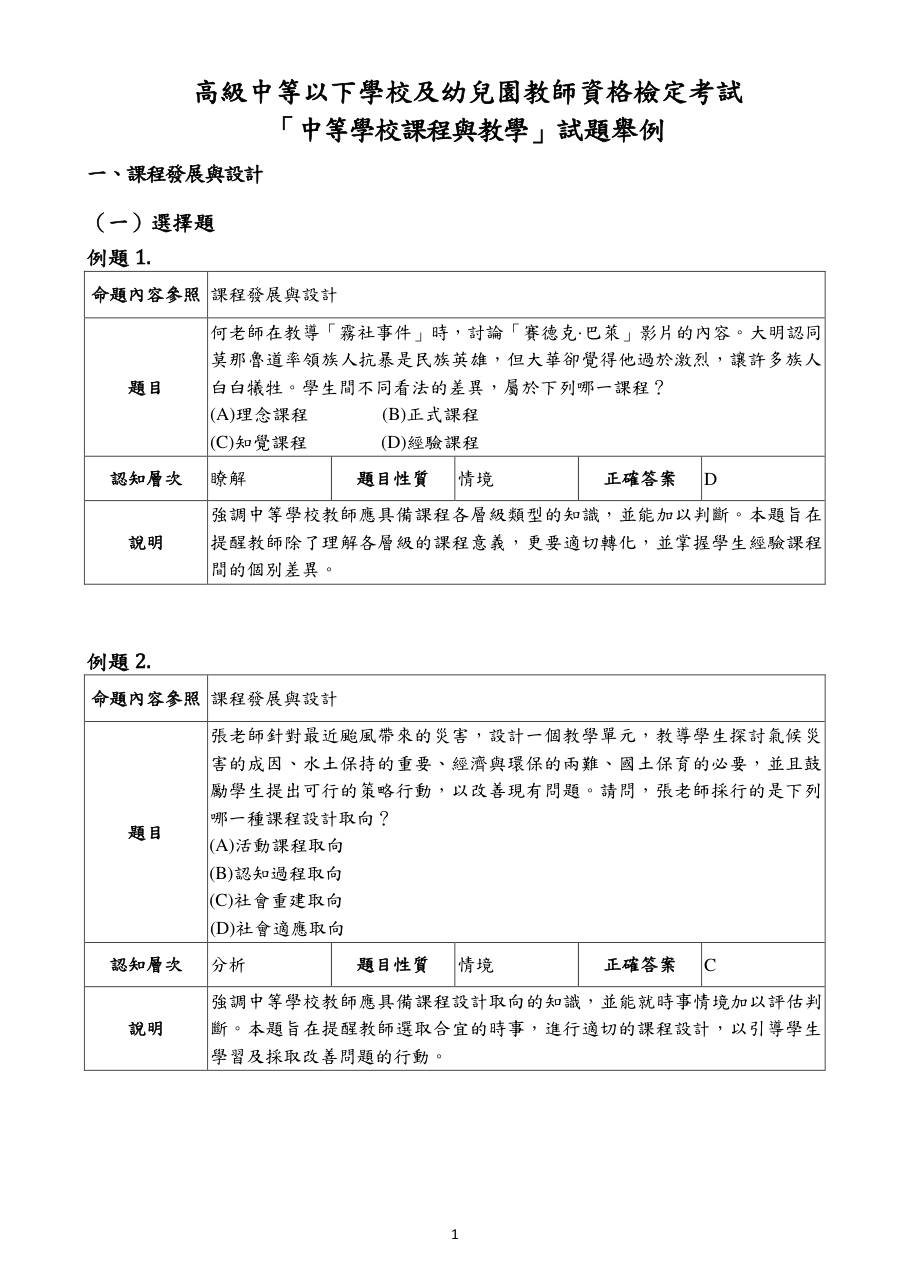 高級中等以下學校及幼兒園教師資格檢定考試
「中等學校課程與教學」試題舉例
一、課程發展與設計
（一）選擇題
例題 1.
命題內容參照 課程發展與設計
題目
何老師在教導「霧社事件」時，討論「賽德克·巴萊」影片的內容。大明認同
莫那魯道率領族人抗暴是民族英雄，但大華卻覺得他過於激烈，讓許多族人
白白犧牲。學生間不同看法的差異，屬於下列哪一課程？
(A)理念課程 (B)正式課程
(C)知覺課程 (D)經驗課程
認知層次 瞭解 題目性質 情境 正確答案 D
說明
強調中等學校教師應具備課程各層級類型的知識，並能加以判斷。本題旨在
提醒教師除了理解各層級的課程意義，更要適切轉化，並掌握學生經驗課程
間的個別差異。
例題 2.
命題內容參照 課程發展與設計
題目
張老師針對最近颱風帶來的災害，設計一個教學單元，教導學生探討氣候災
害的成因、水土保持的重要、經濟與環保的兩難、國土保育的必要，並且鼓
勵學生提出可行的策略行動，以改善現有問題。請問，張老師採行的是下列
哪一種課程設計取向？
(A)活動課程取向
(B)認知過程取向
(C)社會重建取向
(D)社會適應取向
認知層次 分析 題目性質 情境 正確答案 C
說明
強調中等學校教師應具備課程設計取向的知識，並能就時事情境加以評估判
斷。本題旨在提醒教師選取合宜的時事，進行適切的課程設計，以引導學生
學習及採取改善問題的行動。
1